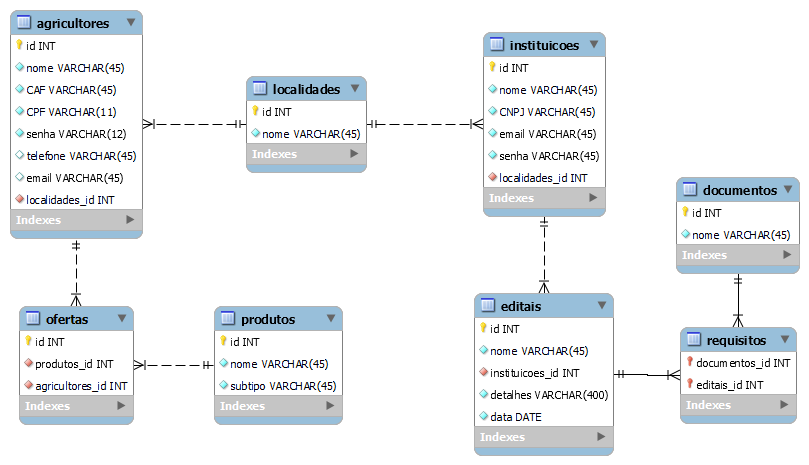 agricultores
id INT
nome VARCHAR(45)
CAF VARCHAR(45)
CPF VARCHAR(11)
senha VARCHAR(12)
telefone VARCHAR(45)
email VARCHAR(45)
localidades_id INT
Indexes
localidades
id INT
nome VARCHAR(45)
Indexes
instituicoes
id INT
nome VARCHAR(45)
CNPJ VARCHAR(45)
email VARCHAR(45)
senha VARCHAR(45)
localidades_id INT
Indexes
documentos
id INT
nome VARCHAR(45)
Indexes
ofertas
id INT
produtos_id INT
agricultores_id INT
Indexes
produtos
id INT
nome VARCHAR(45)
subtipo VARCHAR(45)
Indexes
editais
id INT
nome VARCHAR(45)
instituicoes_id INT
detalhes VARCHAR(400)
data DATE
Indexes
requisitos
documentos_id INT
editais_id INT
Indexes